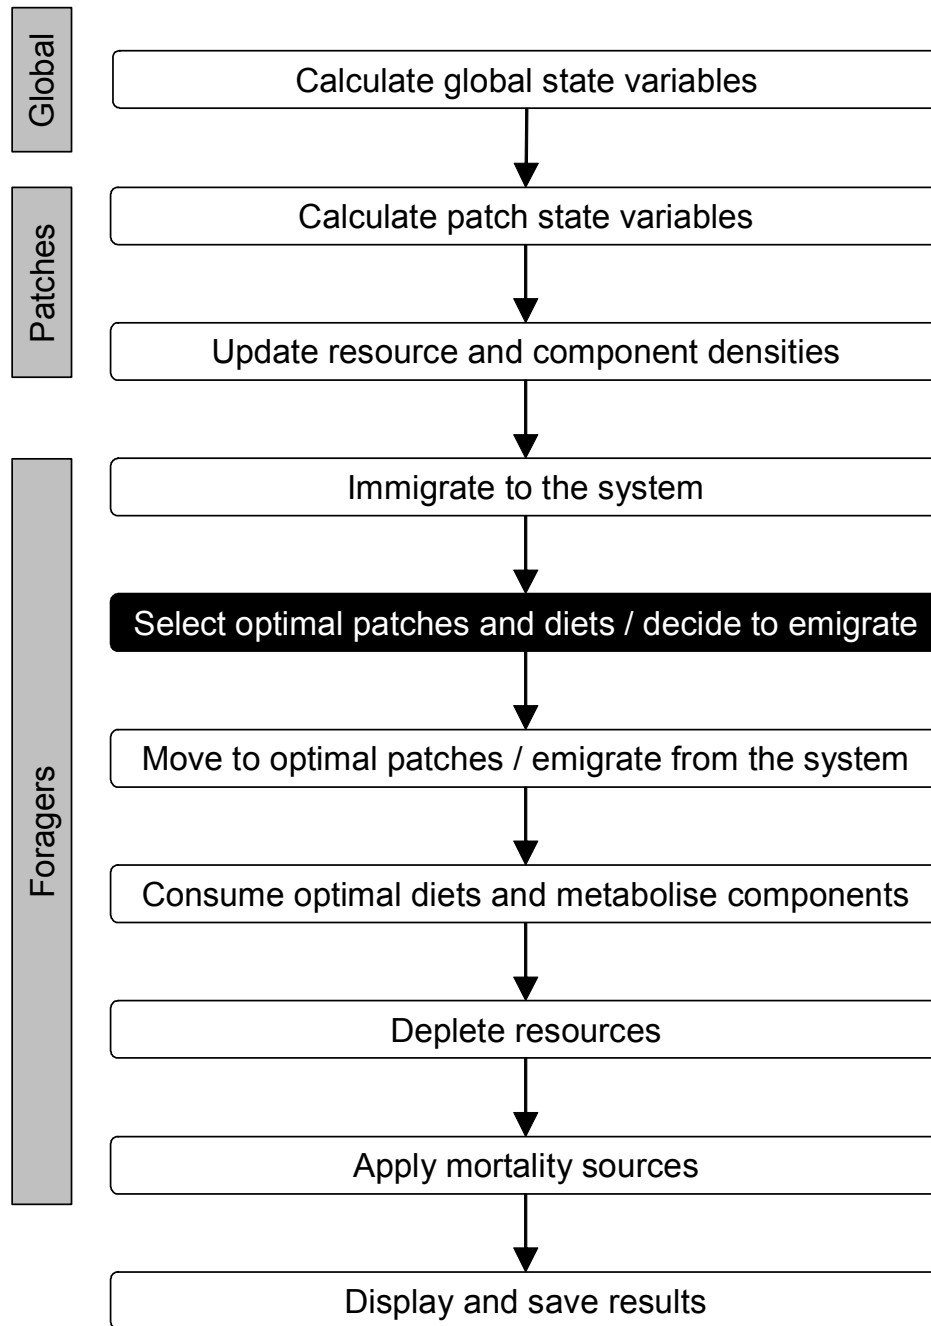 Global
Calculate global state variables
Patches
Calculate patch state variables
Update resource and component densities
Foragers
Immigrate to the system
Select optimal patches and diets / decide to emigrate
Move to optimal patches / emigrate from the system
Consume optimal diets and metabolise components
Deplete resources
Apply mortality sources
Display and save results